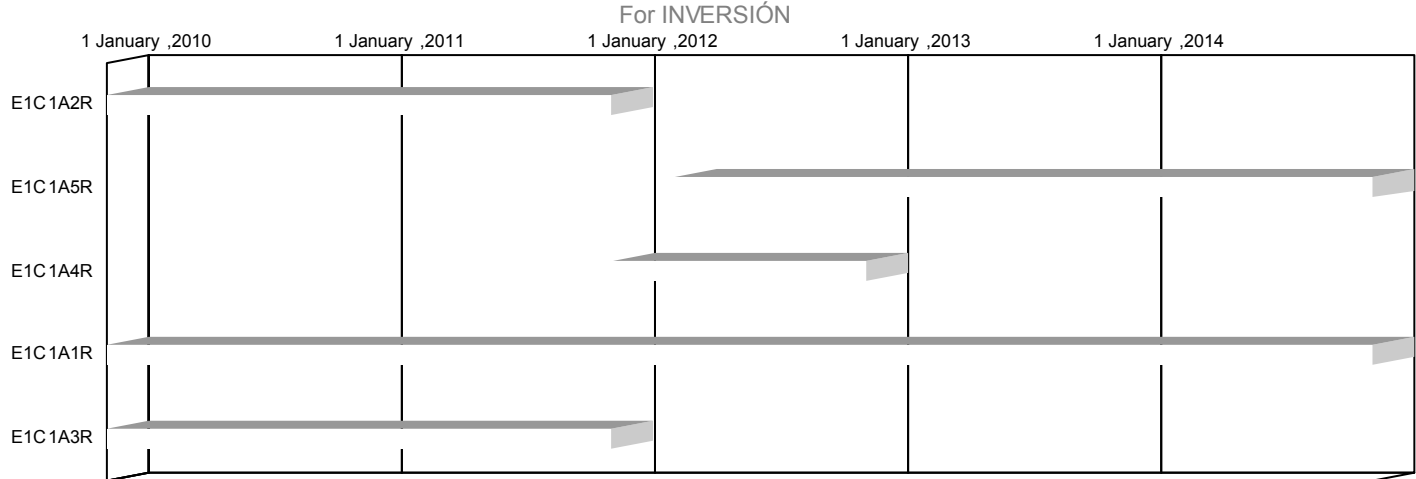 For INVERSIÓN
1 January ,2010 1 January ,2011 1 January ,2012 1 January ,2013 1 January ,2014
E1C1A2R
E1C1A5R
E1C1A4R
E1C1A1R
E1C1A3R